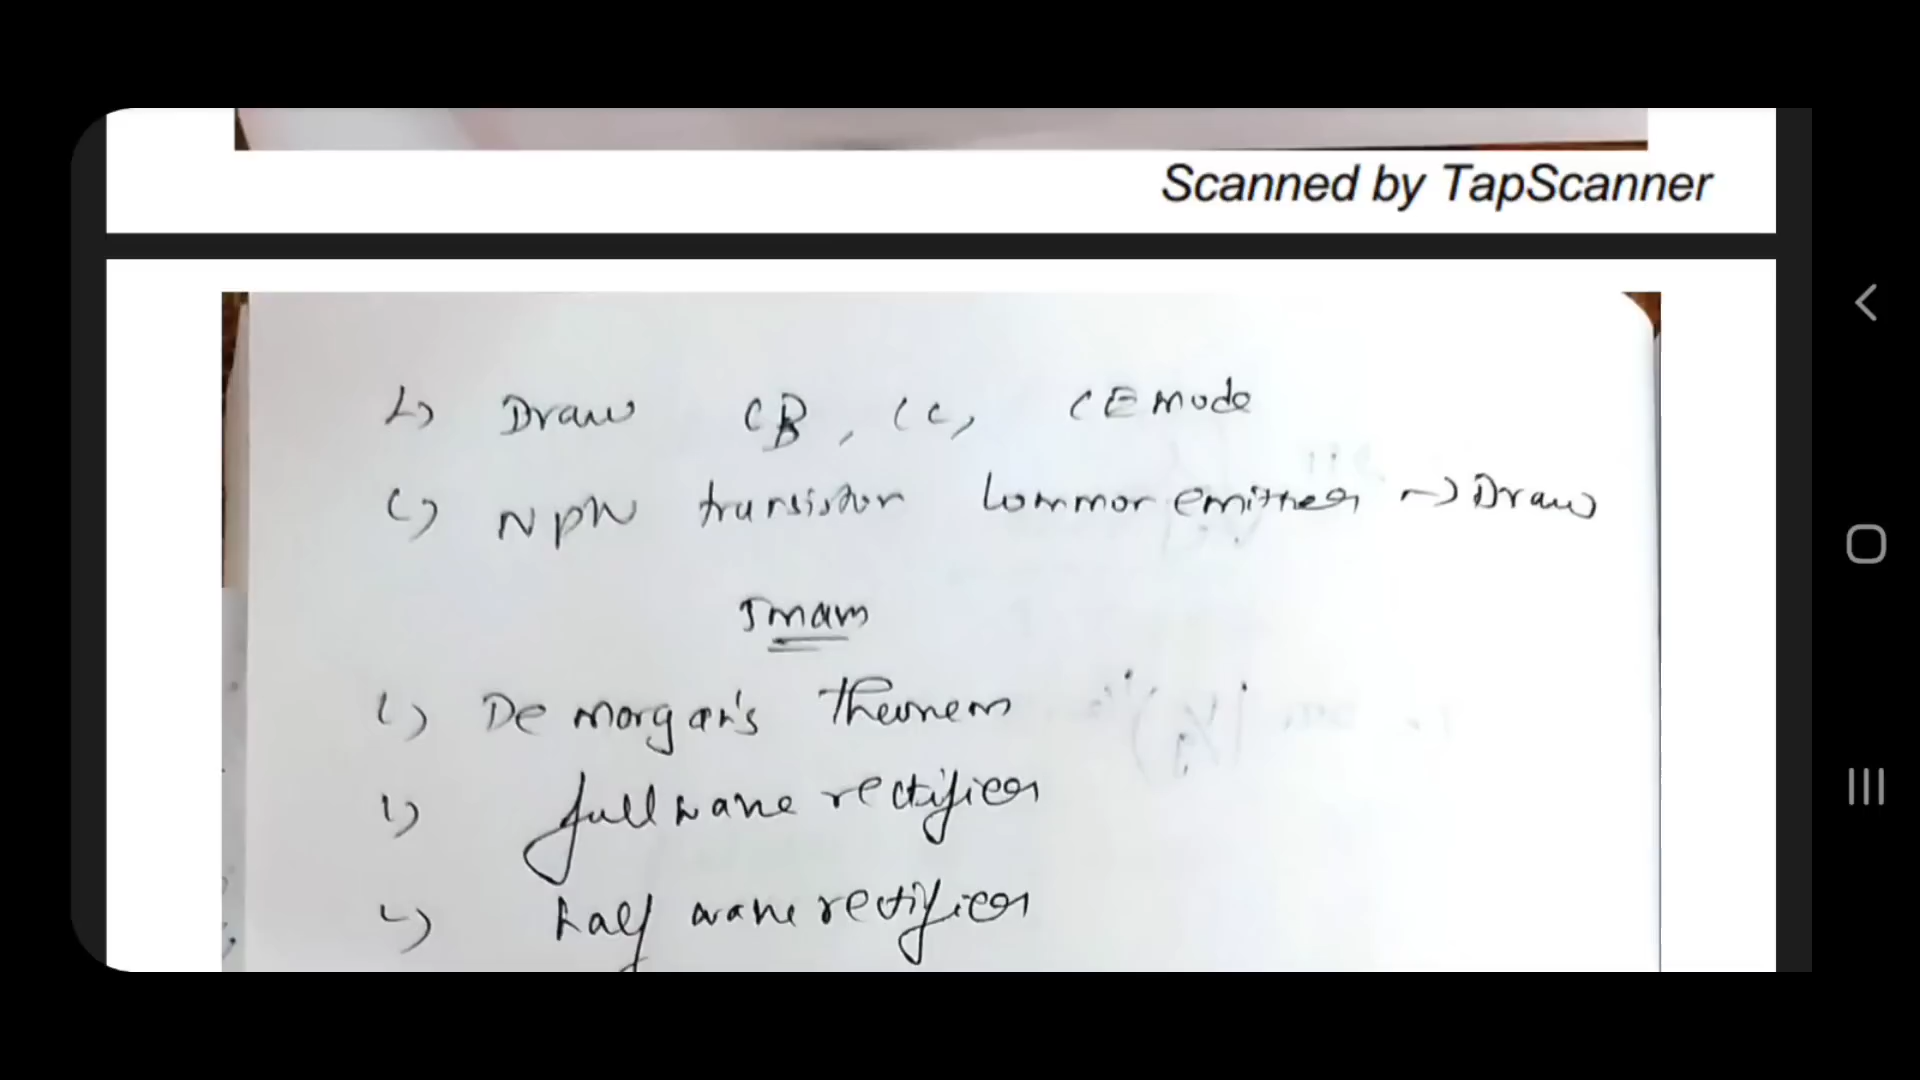 Scanned by TapScanner
L) Draw CB, CC, CE mode
C) NPN transistor Common emitter → Draw
5mark
L) De morgan's theorem
L) full wave rectifier
L) half wave rectifier